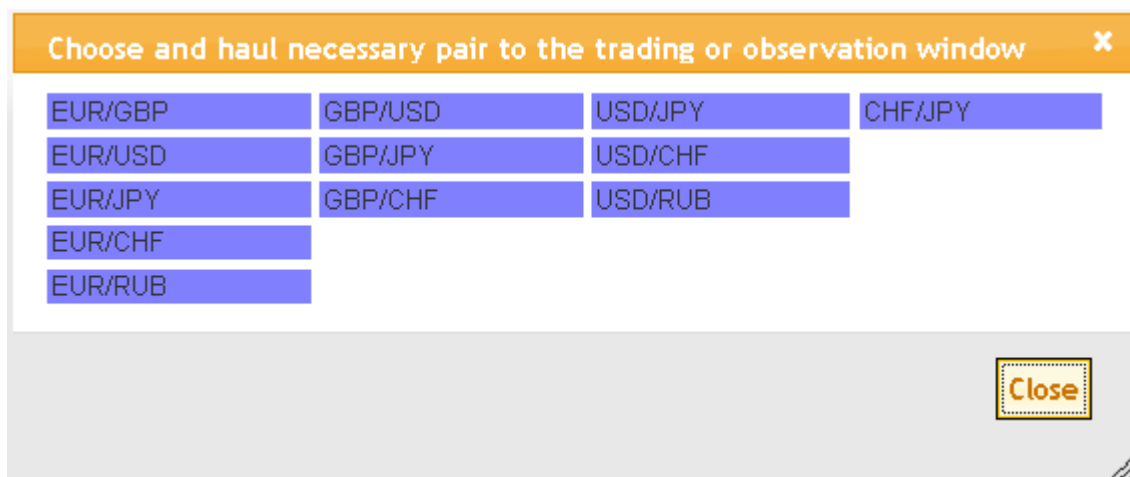 Choose and haul necessary pair to the trading or observation window
EUR/GBP GBP/USD USD/JPY CHF/JPY
EUR/USD GBP/JPY USD/CHF
EUR/JPY GBP/CHF USD/RUB
EUR/CHF
EUR/RUB
Close